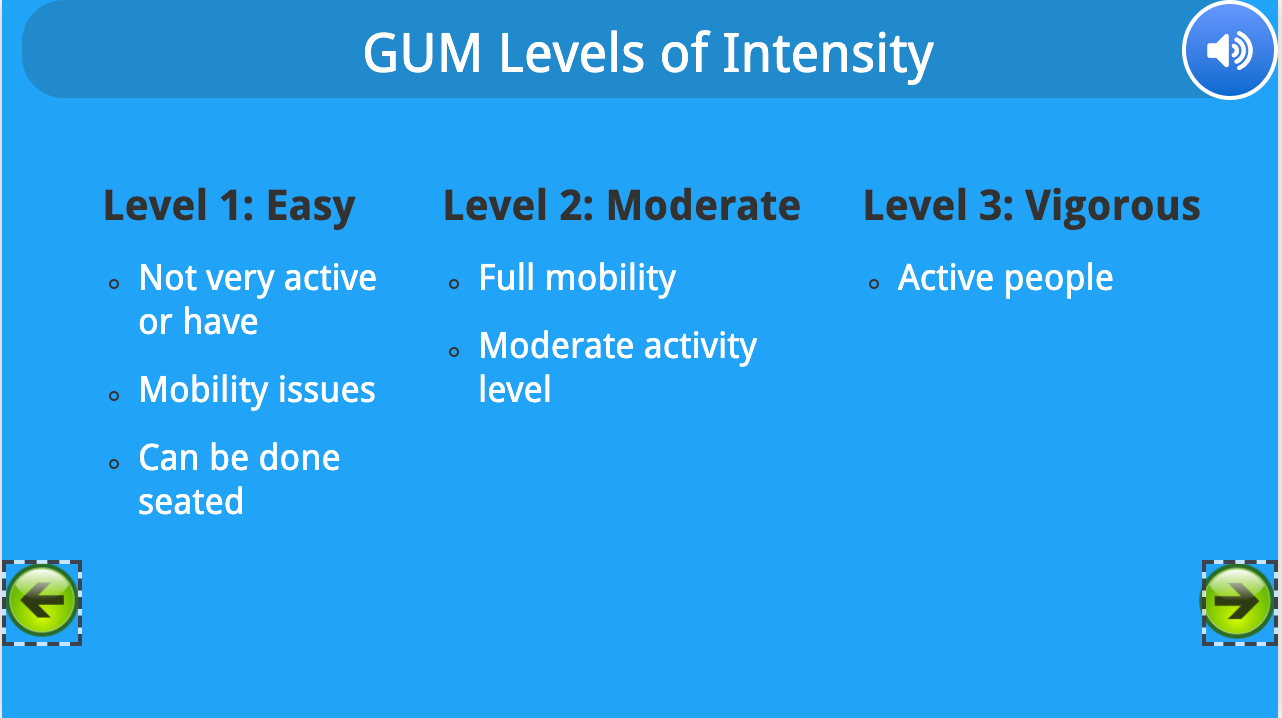 GUM Levels of Intensity
Level 1: Easy
Not very active
or have
Mobility issues
Can be done
seated
Level 2: Moderate
Full mobility
Moderate activity
level
Level 3: Vigorous
Active people